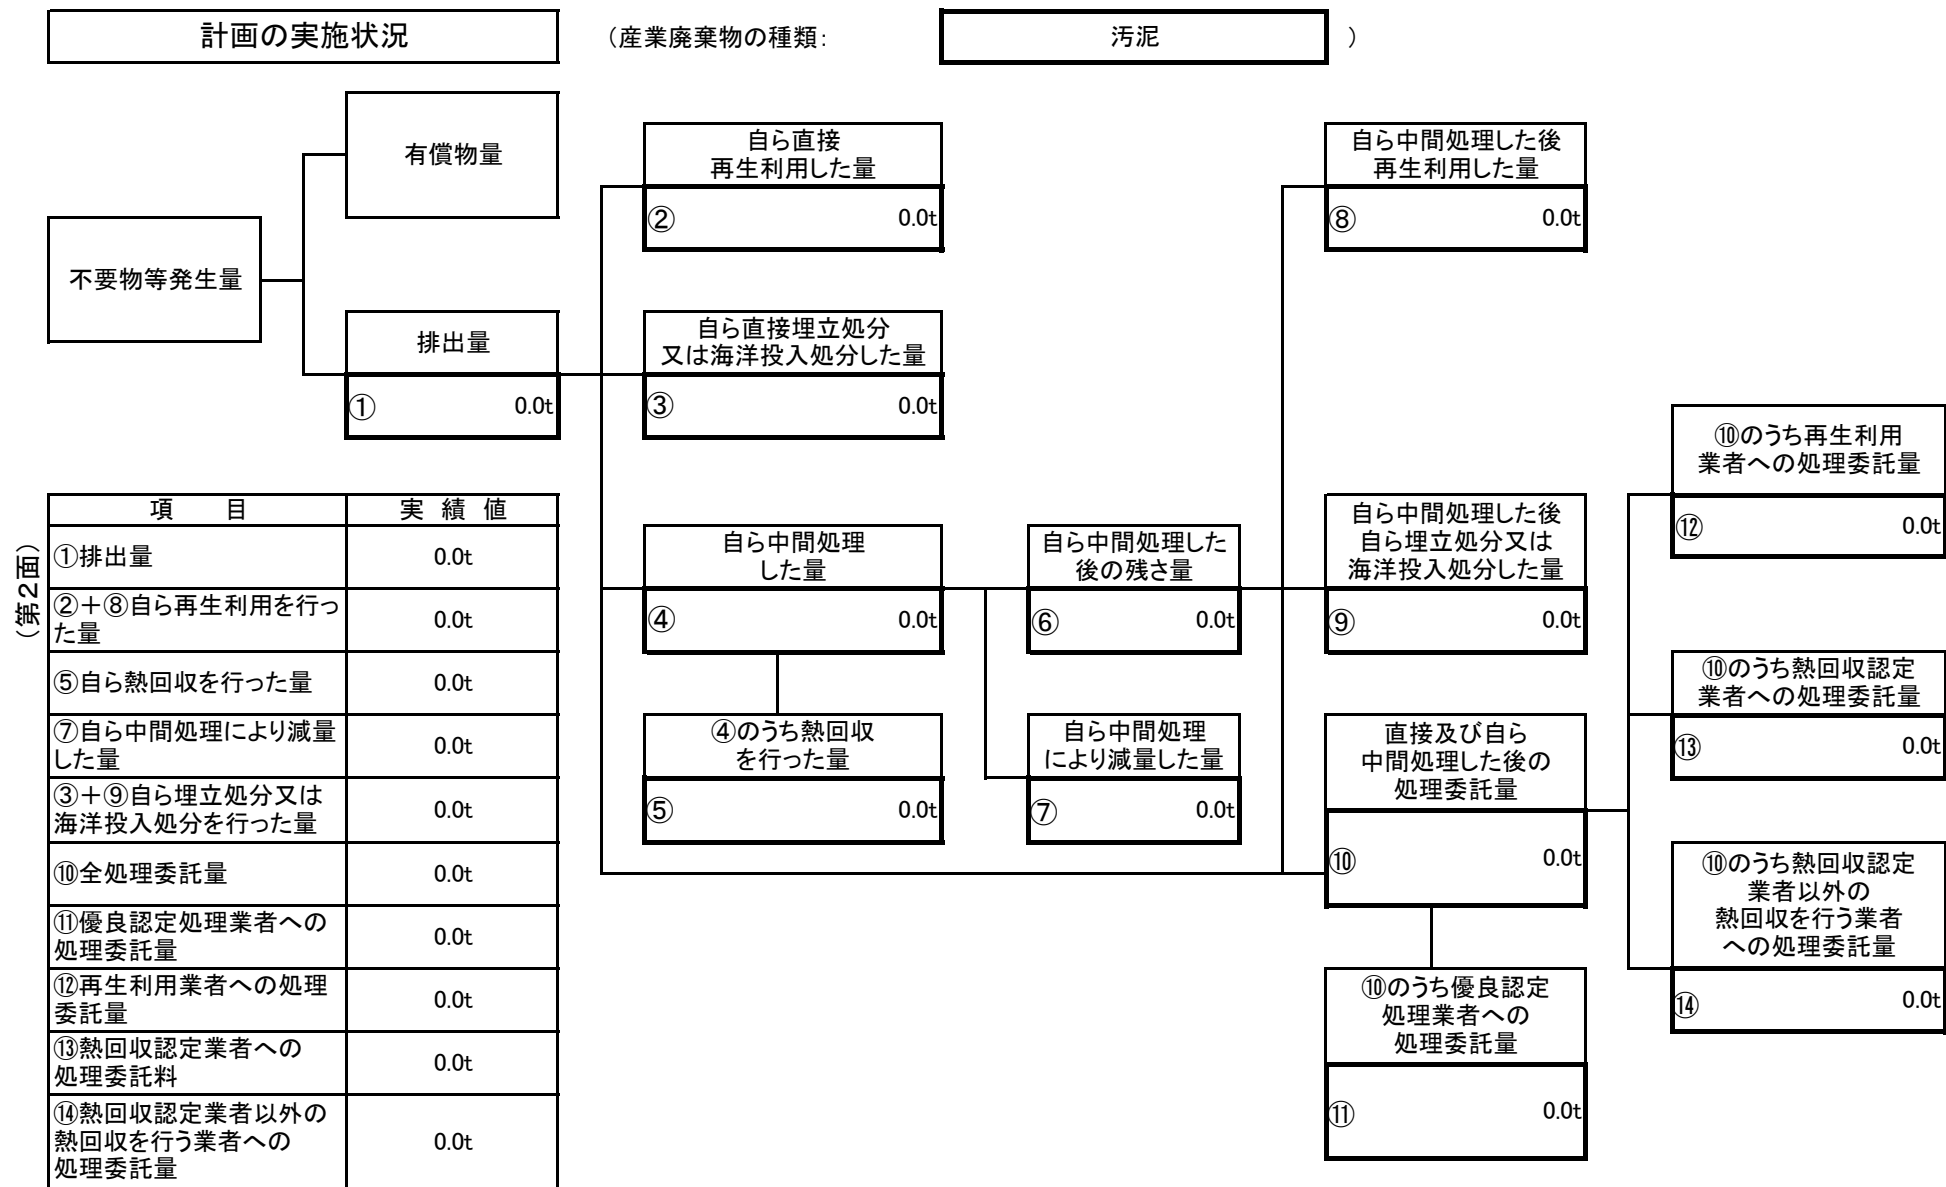 計画の実施状況
（産業廃棄物の種類：
汚泥
）
有償物量
不要物等発生量
排出量
① 0.0t
自ら直接
再生利用した量
② 0.0t
自ら直接埋立処分
又は海洋投入処分した量
③ 0.0t
自ら中間処理
した量
④ 0.0t
④のうち熱回収
を行った量
⑤ 0.0t
自ら中間処理した
後の残さ量
⑥ 0.0t
自ら中間処理
により減量した量
⑦ 0.0t
自ら中間処理した後
再生利用した量
⑧ 0.0t
自ら中間処理した後
自ら埋立処分又は
海洋投入処分した量
⑨ 0.0t
直接及び自ら
中間処理した後の
処理委託量
⑩ 0.0t
⑩のうち優良認定
処理業者への
処理委託量
⑪ 0.0t
⑩のうち再生利用
業者への処理委託量
⑫ 0.0t
⑩のうち熱回収認定
業者への処理委託量
⑬ 0.0t
⑩のうち熱回収認定
業者以外の
熱回収を行う業者
への処理委託量
⑭ 0.0t
（第2面）
項　　目 実 績 値
①排出量 0.0t
②＋⑧自ら再生利用を行っ
た量 0.0t
⑤自ら熱回収を行った量 0.0t
⑦自ら中間処理により減量
した量 0.0t
③＋⑨自ら埋立処分又は
海洋投入処分を行った量 0.0t
⑩全処理委託量 0.0t
⑪優良認定処理業者への
処理委託量 0.0t
⑫再生利用業者への処理
委託量 0.0t
⑬熱回収認定業者への
処理委託料 0.0t
⑭熱回収認定業者以外の
熱回収を行う業者への
処理委託量 0.0t